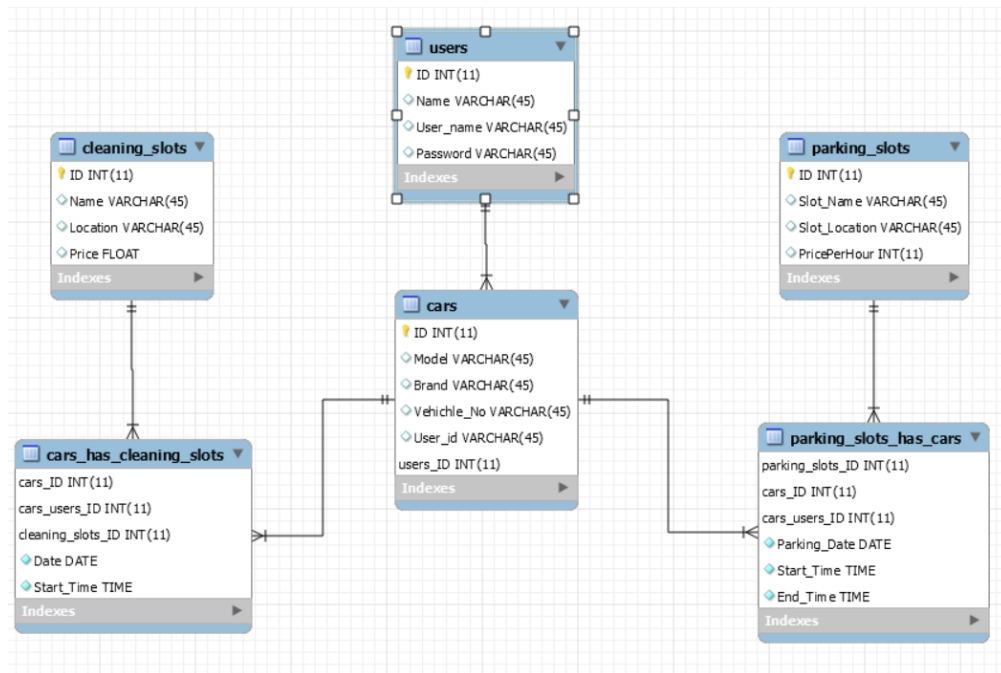 users
ID INT(11)
Name VARCHAR(45)
User_name VARCHAR(45)
Password VARCHAR(45)
Indexes
cleaning_slots
ID INT(11)
Name VARCHAR(45)
Location VARCHAR(45)
Price FLOAT
Indexes
parking_slots
ID INT(11)
Slot_Name VARCHAR(45)
Slot_Location VARCHAR(45)
PricePerHour INT(11)
Indexes
cars
ID INT(11)
Model VARCHAR(45)
Brand VARCHAR(45)
Vehichle_No VARCHAR(45)
User_id VARCHAR(45)
users_ID INT(11)
Indexes
cars_has_cleaning_slots
cars_ID INT(11)
cars_users_ID INT(11)
cleaning_slots_ID INT(11)
Date DATE
Start_Time TIME
Indexes
parking_slots_has_cars
parking_slots_ID INT(11)
cars_ID INT(11)
cars_users_ID INT(11)
Parking_Date DATE
Start_Time TIME
End_Time TIME
Indexes